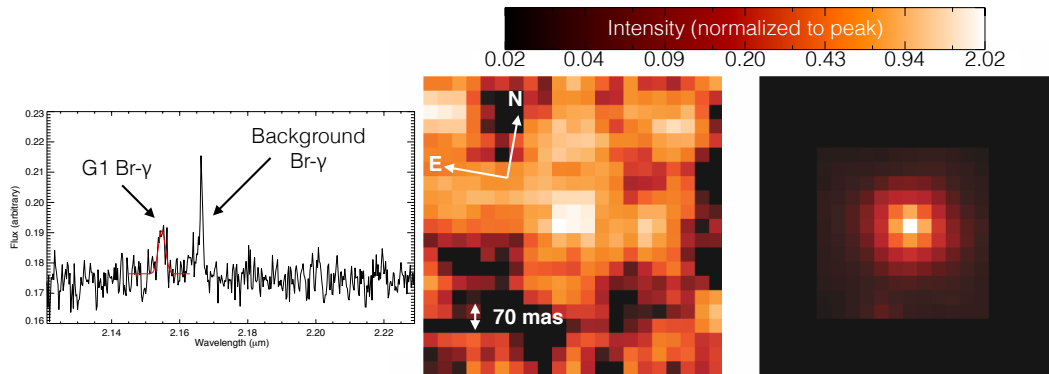 Intensity (normalized to peak)
0.02 0.04 0.09 0.20 0.43 0.94 2.02
0.23
0.22
0.21
0.20
0.19
0.18
0.17
0.16
Flux (arbitrary)
G1 Br-γ
Background
Br-γ
2.14 2.16 2.18 2.20 2.22
Wavelength (μm)
N
E
70 mas